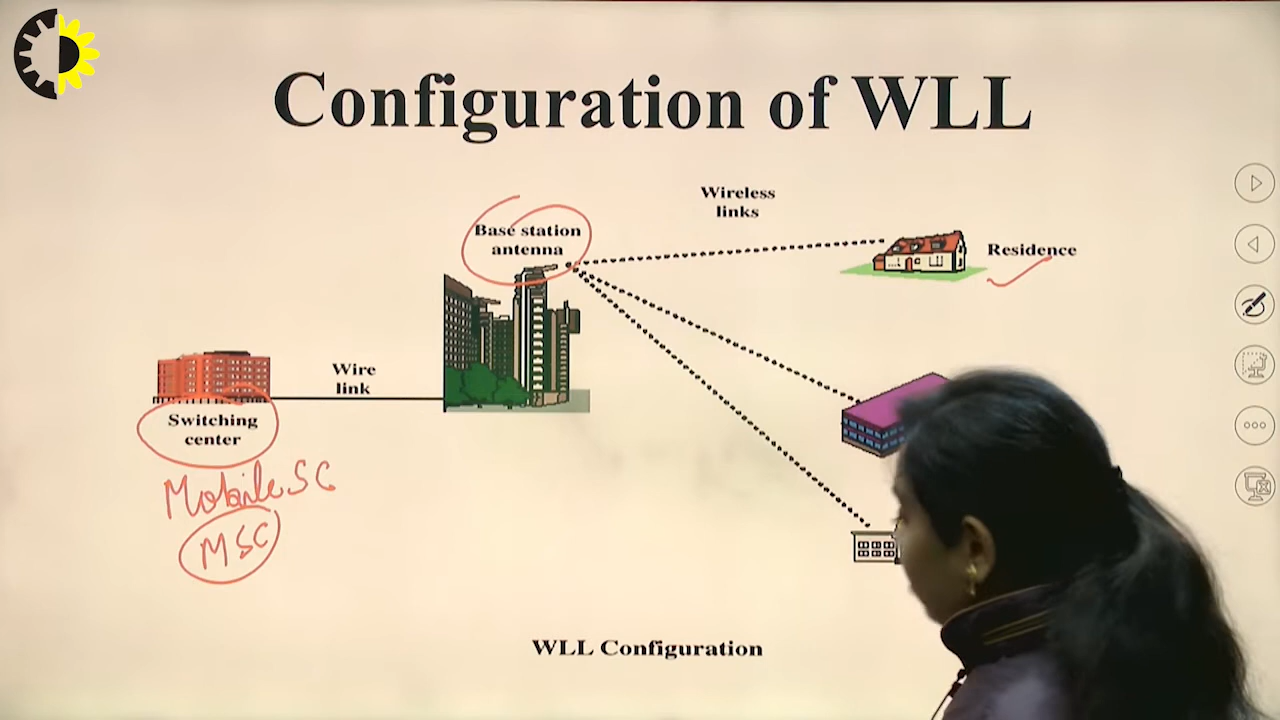 Configuration of WLL
Wireless
links
Base station
antenna
Residence
Wire
link
Switching
center
Mobile SC
MSC
WLL Configuration